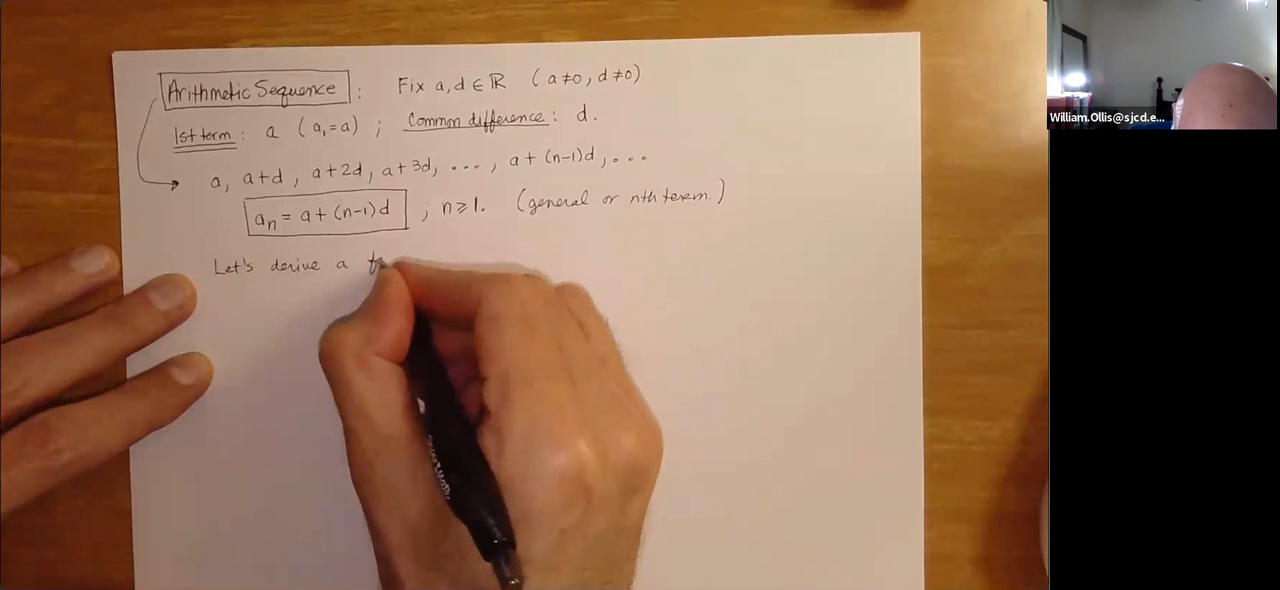 Arithmetic Sequence : Fix a, d ∈ ℝ (a≠0, d≠0)
1st term : a (a₁ = a) ; Common difference : d.
a, a+d, a+2d, a+3d, ..., a+(n-1)d, ...
aₙ = a + (n-1)d ; n ≥ 1. (general or nth term.)
Let's derive a
William.Ollis@sjcd.e...